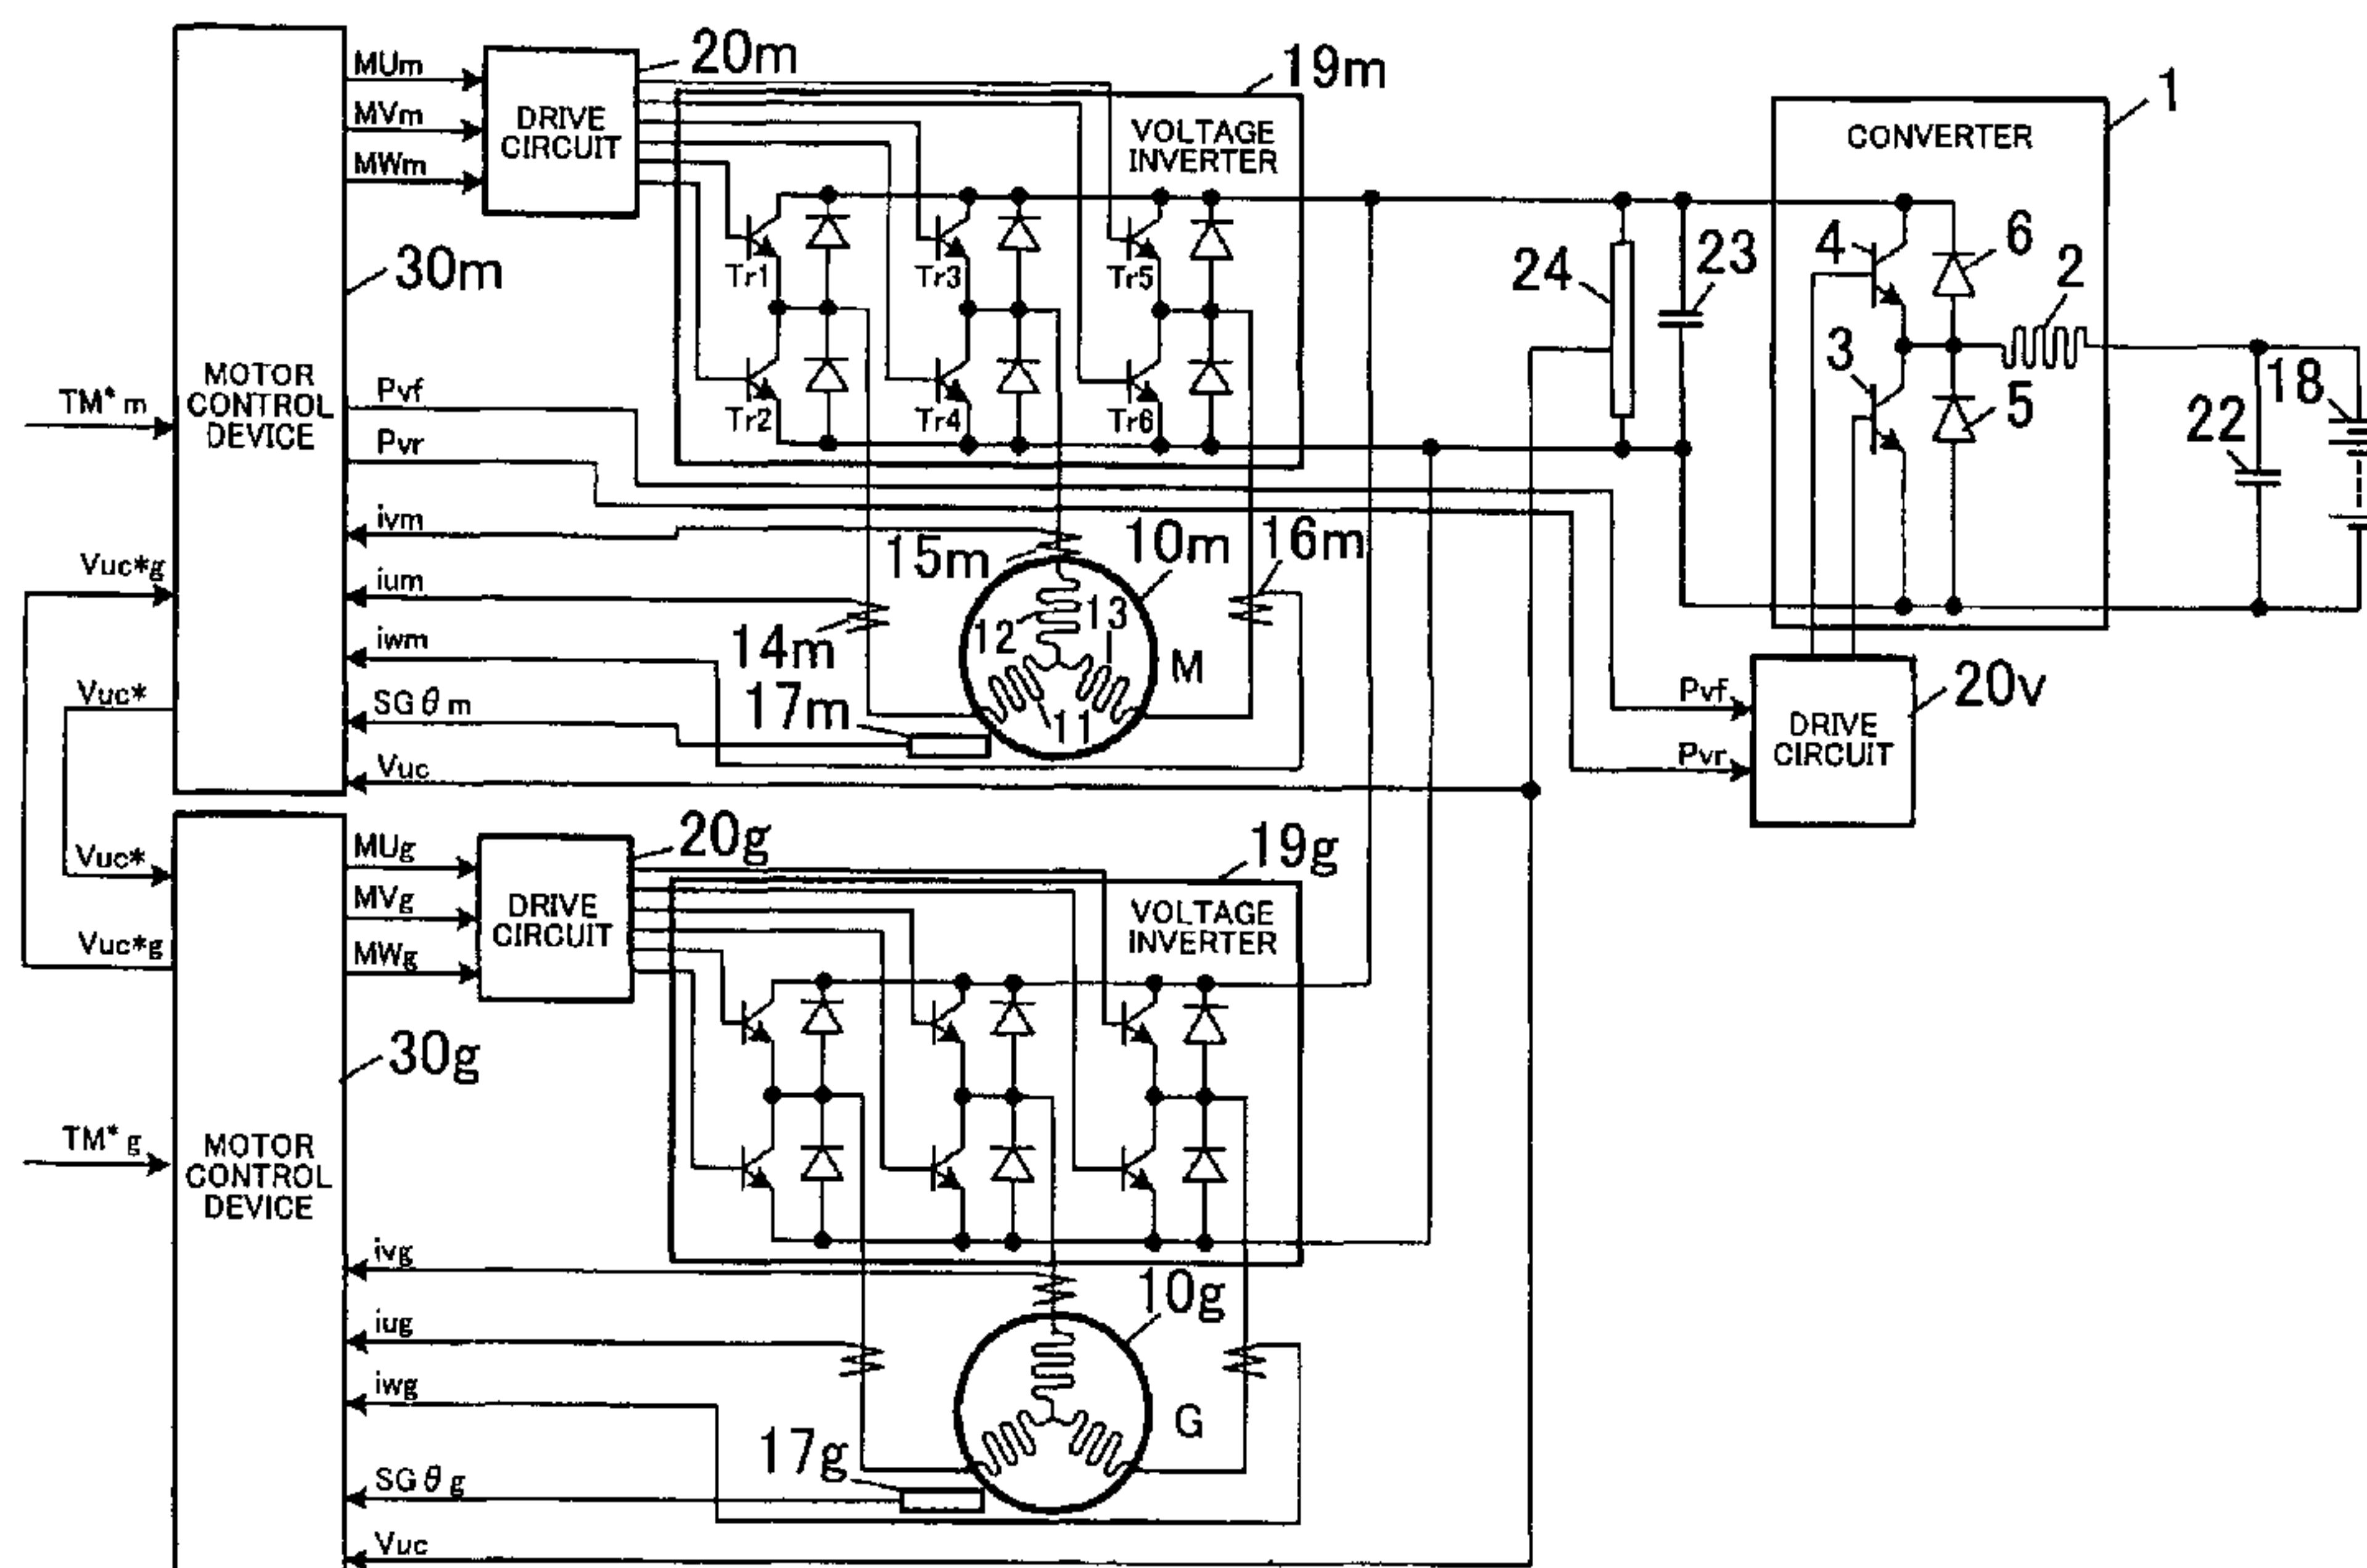 MUm
MVm
MWm
20m
DRIVE
CIRCUIT
19m
VOLTAGE
INVERTER
1
CONVERTER
30m
Tr1
Tr3
Tr5
Tr2
Tr4
Tr6
24
23
4
6
2
3
5
22
18
TM* m
MOTOR
CONTROL
DEVICE
Pvf
Pvr
ivm
ium
iwm
SG θ m
Vuc
Vuc*g
Vuc*
15m
10m
16m
14m
12
13
11
M
17m
Pvf
Pvr
DRIVE
CIRCUIT
20v
Vuc*
Vuc*g
MUg
MVg
MWg
20g
DRIVE
CIRCUIT
19g
VOLTAGE
INVERTER
30g
TM* g
MOTOR
CONTROL
DEVICE
ivg
iug
iwg
SG θ g
Vuc
10g
G
17g